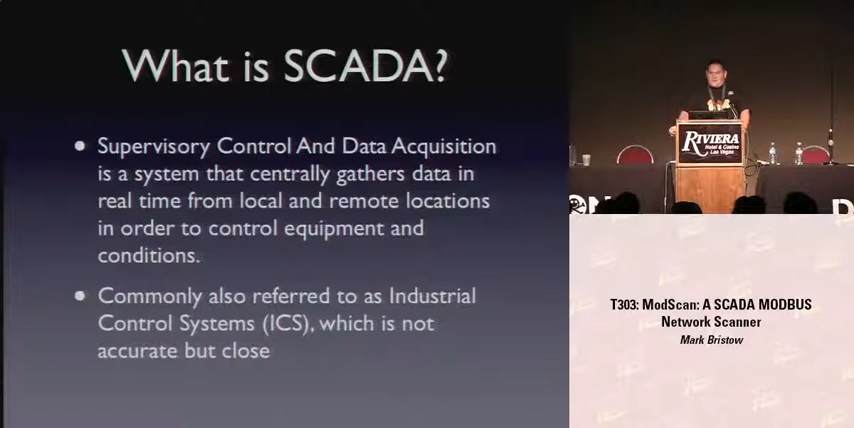 What is SCADA?
Supervisory Control And Data Acquisition
is a system that centrally gathers data in
real time from local and remote locations
in order to control equipment and
conditions.
Commonly also referred to as Industrial
Control Systems (ICS), which is not
accurate but close
RIVIERA
Hotel & Casino
Las Vegas
T303: ModScan: A SCADA MODBUS
Network Scanner
Mark Bristow